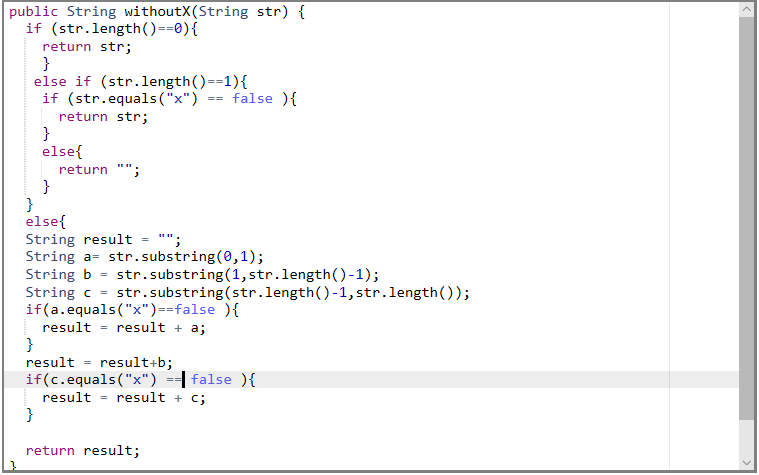 public String withoutX(String str) {
  if (str.length()==0){
    return str;
    }
   else if (str.length()==1){
    if (str.equals("x") == false ){
      return str;
    }
    else{
      return "";
    }
  }
  else{
  String result = "";
  String a= str.substring(0,1);
  String b = str.substring(1,str.length()-1);
  String c = str.substring(str.length()-1,str.length());
  if(a.equals("x")==false ){
    result = result + a;
  }
  result = result+b;
  if(c.equals("x") == false ){
    result = result + c;
  }
  return result;
}